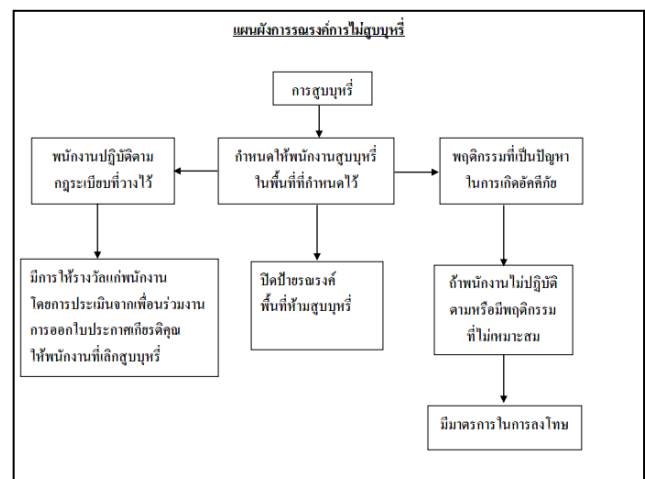 แผนผังการรณรงค์การไม่สูบบุหรี่
การสูบบุหรี่
พนักงานปฏิบัติตาม
กฎระเบียบที่วางไว้
กำหนดให้พนักงานสูบบุหรี่
ในพื้นที่ที่กำหนดไว้
พฤติกรรมที่เป็นปัญหา
ในการเกิดอัคคีภัย
มีการให้รางวัลแก่พนักงาน
โดยการประเมินจากเพื่อนร่วมงาน
การออกใบประกาศเกียรติคุณ
ให้พนักงานที่เลิกสูบบุหรี่
ปิดป้ายรณรงค์
พื้นที่ห้ามสูบบุหรี่
ถ้าพนักงานไม่ปฏิบัติ
ตามหรือมีพฤติกรรม
ที่ไม่เหมาะสม
มีมาตรการในการลงโทษ